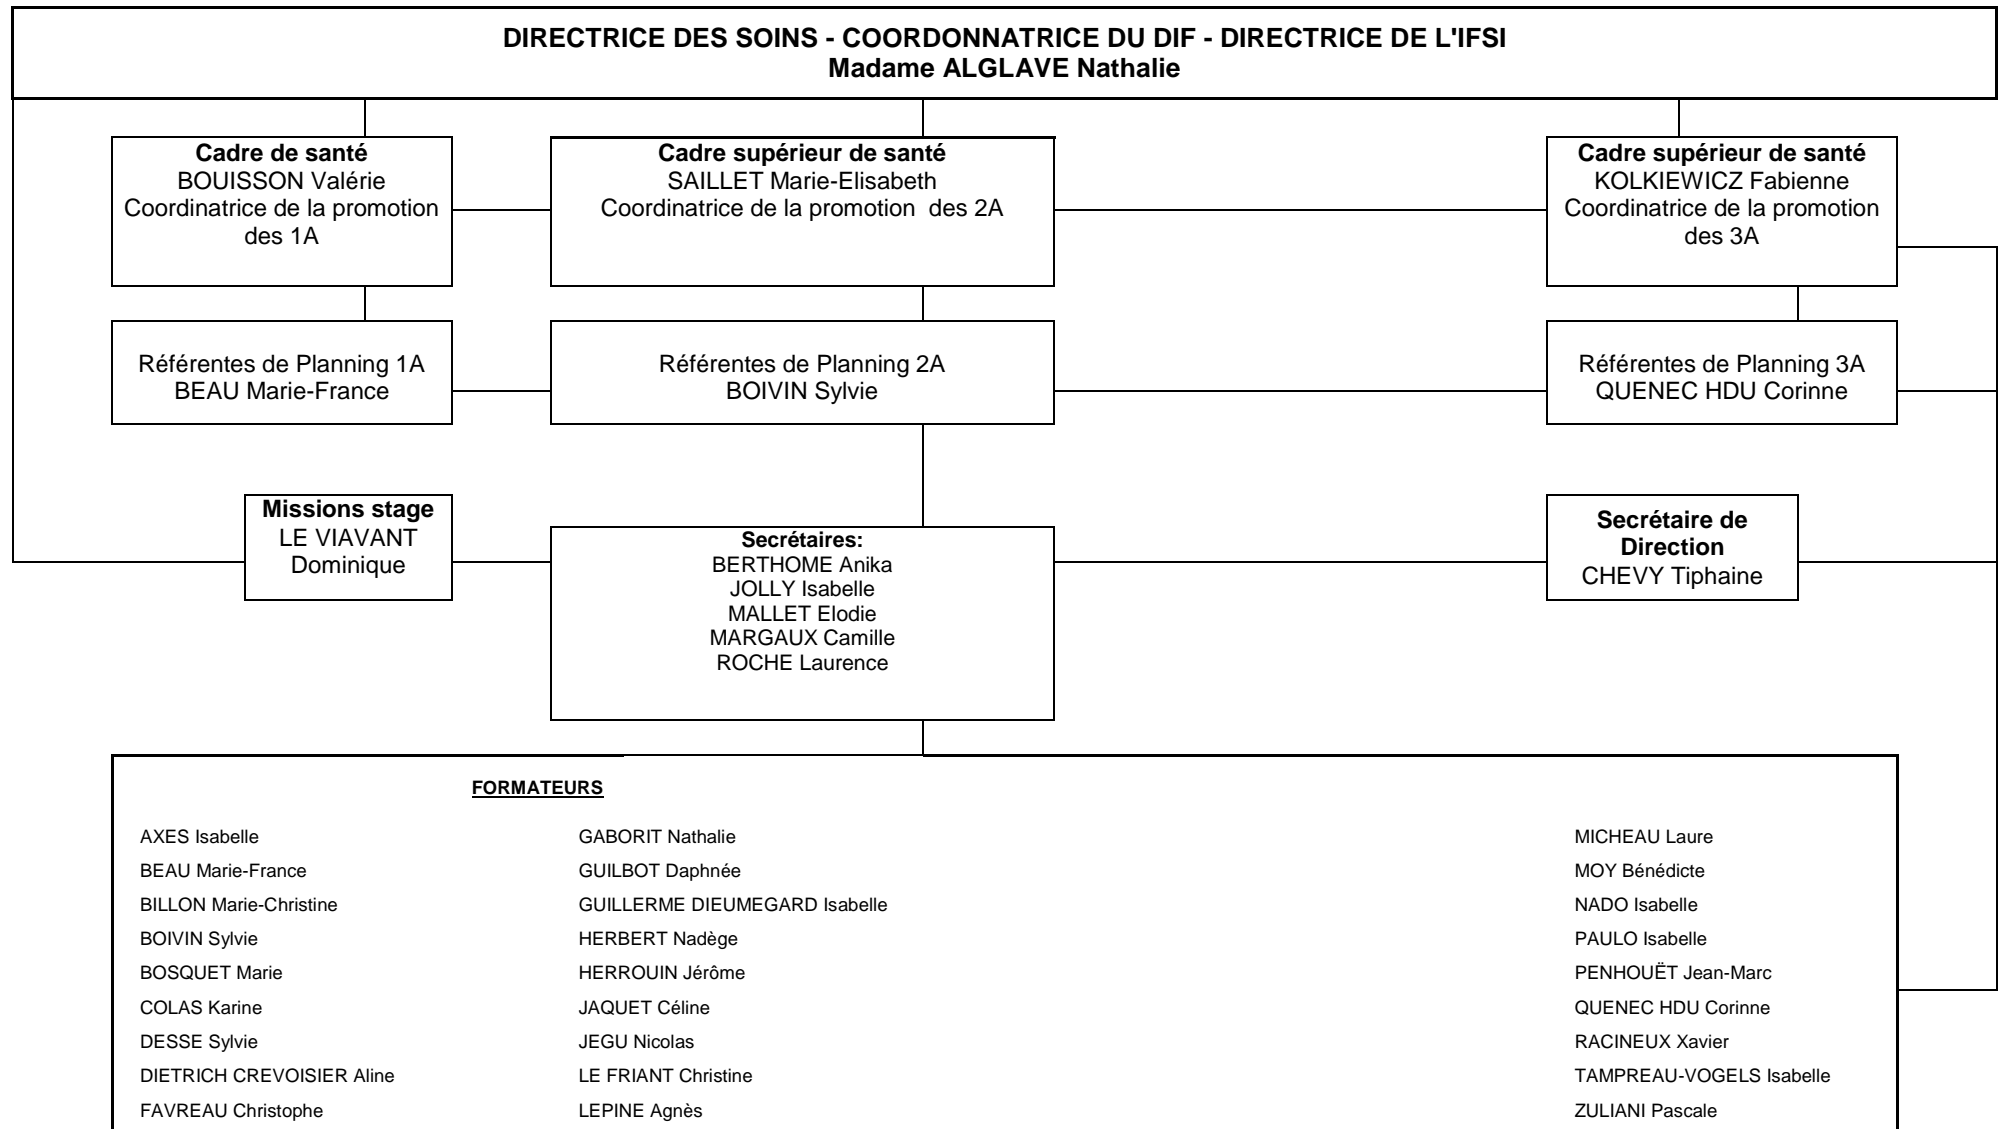 DIRECTRICE DES SOINS - COORDONNATRICE DU DIF - DIRECTRICE DE L'IFSI
Madame ALGLAVE Nathalie
Cadre de santé
BOUISSON Valérie
Coordinatrice de la promotion
des 1A
Cadre supérieur de santé
SAILLET Marie-Elisabeth
Coordinatrice de la promotion  des 2A
Cadre supérieur de santé
KOLKIEWICZ Fabienne
Coordinatrice de la promotion
des 3A
Référentes de Planning 1A
BEAU Marie-France
Référentes de Planning 2A
BOIVIN Sylvie
Référentes de Planning 3A
QUENEC HDU Corinne
Missions stage
LE VIAVANT
Dominique
Secrétaires:
BERTHOME Anika
JOLLY Isabelle
MALLET Elodie
MARGAUX Camille
ROCHE Laurence
Secrétaire de
Direction
CHEVY Tiphaine
FORMATEURS
AXES Isabelle
BEAU Marie-France
BILLON Marie-Christine
BOIVIN Sylvie
BOSQUET Marie
COLAS Karine
DESSE Sylvie
DIETRICH CREVOISIER Aline
FAVREAU Christophe
GABORIT Nathalie
GUILBOT Daphnée
GUILLERME DIEUMEGARD Isabelle
HERBERT Nadège
HERROUIN Jérôme
JAQUET Céline
JEGU Nicolas
LE FRIANT Christine
LEPINE Agnès
MICHEAU Laure
MOY Bénédicte
NADO Isabelle
PAULO Isabelle
PENHOUËT Jean-Marc
QUENEC HDU Corinne
RACINEUX Xavier
TAMPREAU-VOGELS Isabelle
ZULIANI Pascale